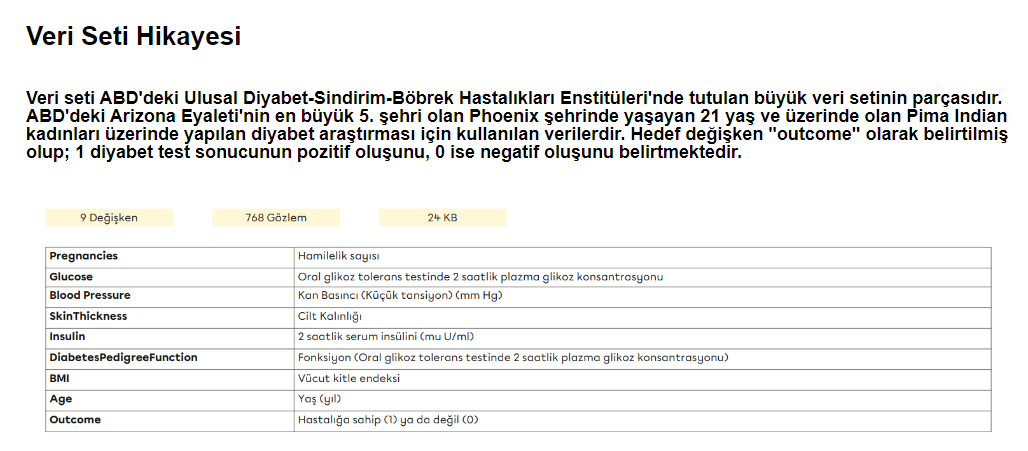 Veri Seti Hikayesi
Veri seti ABD'deki Ulusal Diyabet-Sindirim-Böbrek Hastalıkları Enstitüleri'nde tutulan büyük veri setinin parçasıdır.
ABD'deki Arizona Eyaleti'nin en büyük 5. şehri olan Phoenix şehrinde yaşayan 21 yaş ve üzerinde olan Pima Indian
kadınları üzerinde yapılan diyabet araştırması için kullanılan verilerdir. Hedef değişken "outcome" olarak belirtilmiş
olup; 1 diyabet test sonucunun pozitif oluşunu, 0 ise negatif oluşunu belirtmektedir.
9 Değişken 768 Gözlem 24 KB
Pregnancies Hamilelik sayısı
Glucose Oral glikoz tolerans testinde 2 saatlik plazma glikoz konsantrasyonu
Blood Pressure Kan Basıncı (Küçük tansiyon) (mm Hg)
SkinThickness Cilt Kalınlığı
Insulin 2 saatlik serum insülini (mu U/ml)
DiabetesPedigreeFunction Fonksiyon (Oral glikoz tolerans testinde 2 saatlik plazma glikoz konsantrasyonu)
BMI Vücut kitle endeksi
Age Yaş (yıl)
Outcome Hastalığa sahip (1) ya da değil (0)